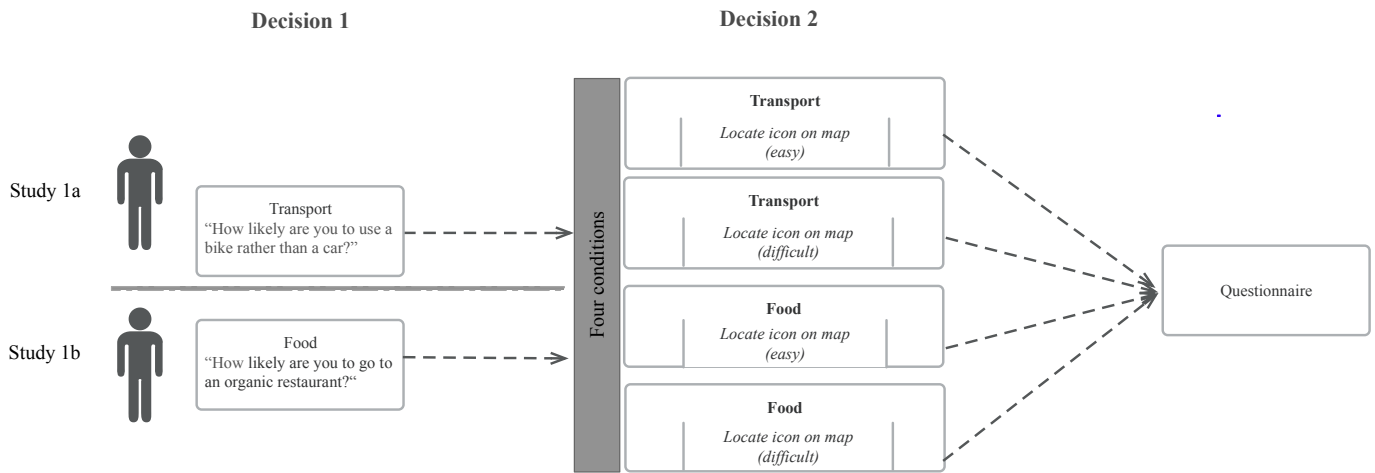 Decision 1
Decision 2
Study 1a
Transport
“How likely are you to use a
bike rather than a car?”
Study 1b
Food
“How likely are you to go to
an organic restaurant?“
Four conditions
Transport
Locate icon on map
(easy)
Transport
Locate icon on map
(difficult)
Food
Locate icon on map
(easy)
Food
Locate icon on map
(difficult)
Questionnaire